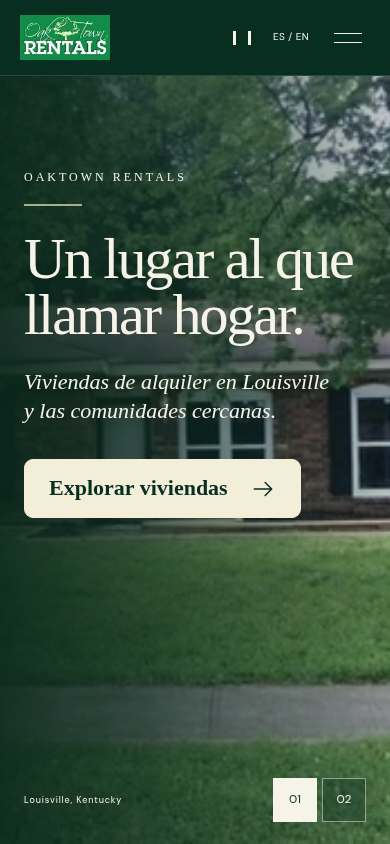 Oak Town
RENTALS
ES / EN
OAKTOWN RENTALS
Un lugar al que
llamar hogar.
Viviendas de alquiler en Louisville
y las comunidades cercanas.
Explorar viviendas
Louisville, Kentucky
01
02